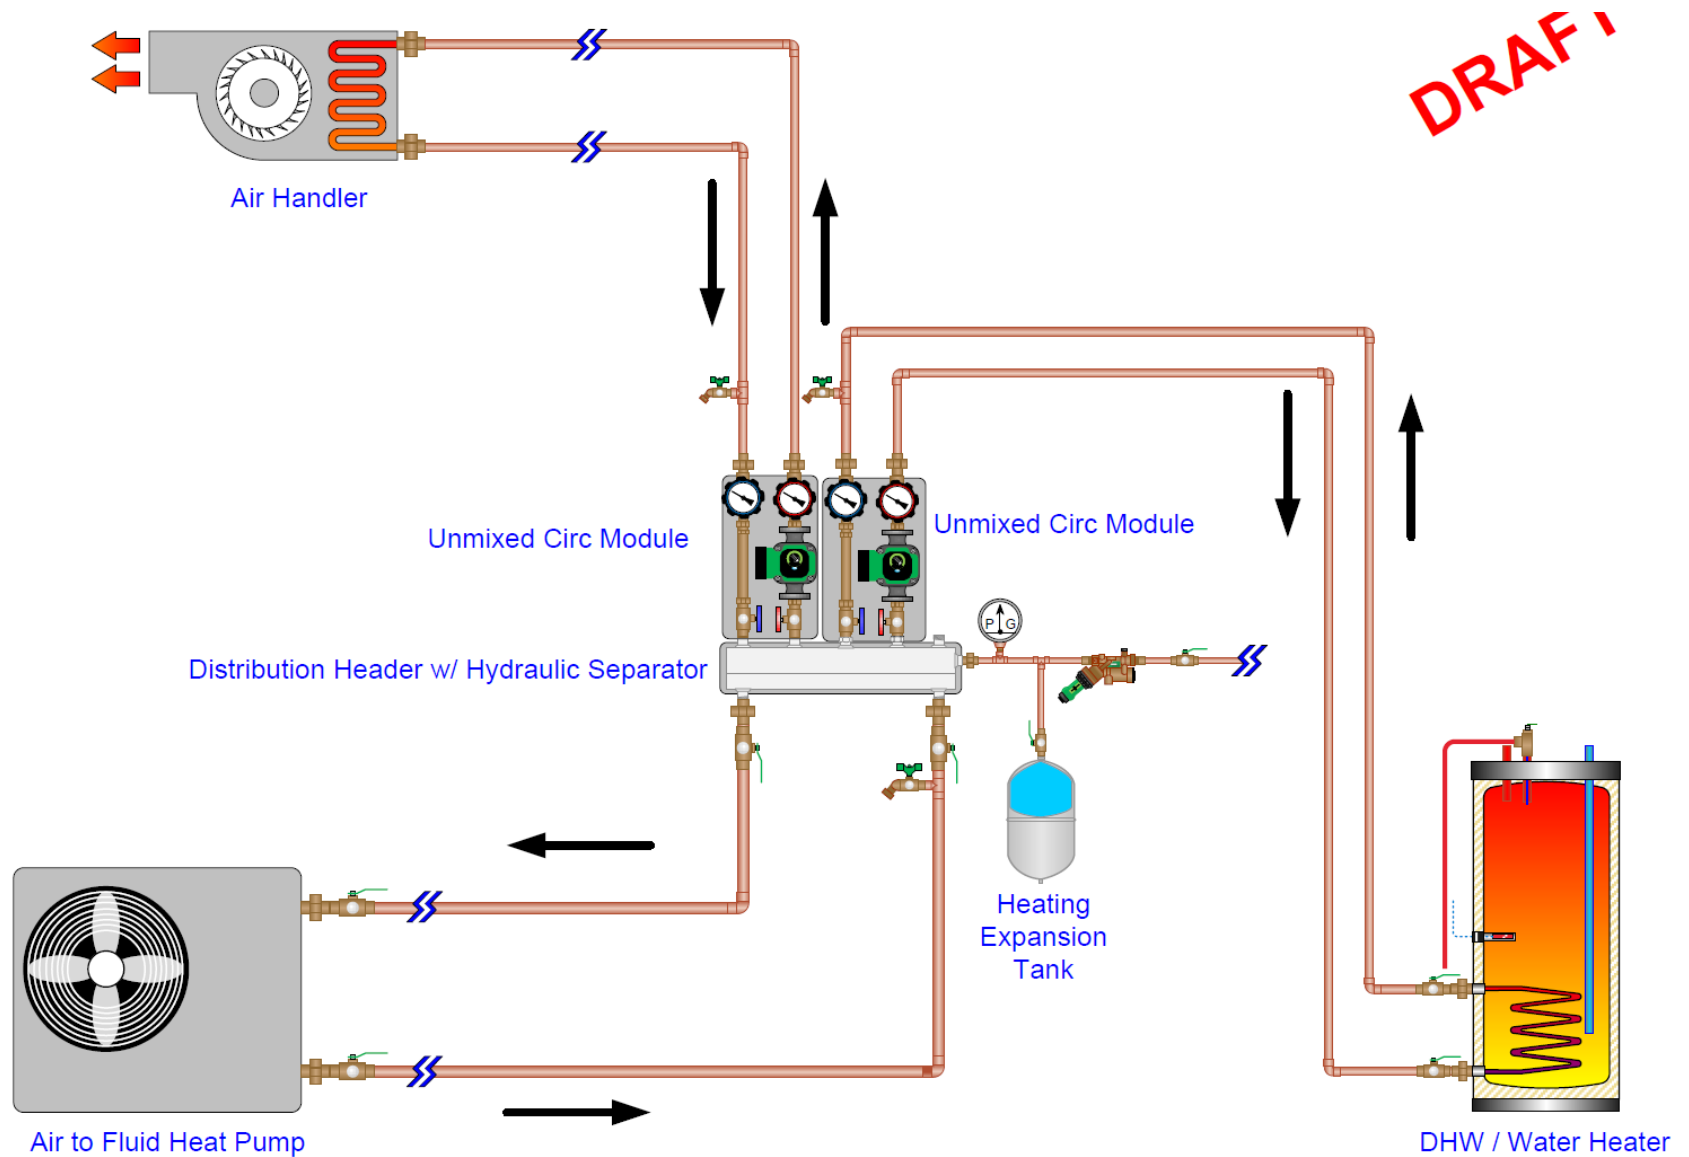 DRAFT
Air Handler
Unmixed Circ Module
Unmixed Circ Module
P G
Distribution Header w/ Hydraulic Separator
Heating
Expansion
Tank
Air to Fluid Heat Pump
DHW / Water Heater